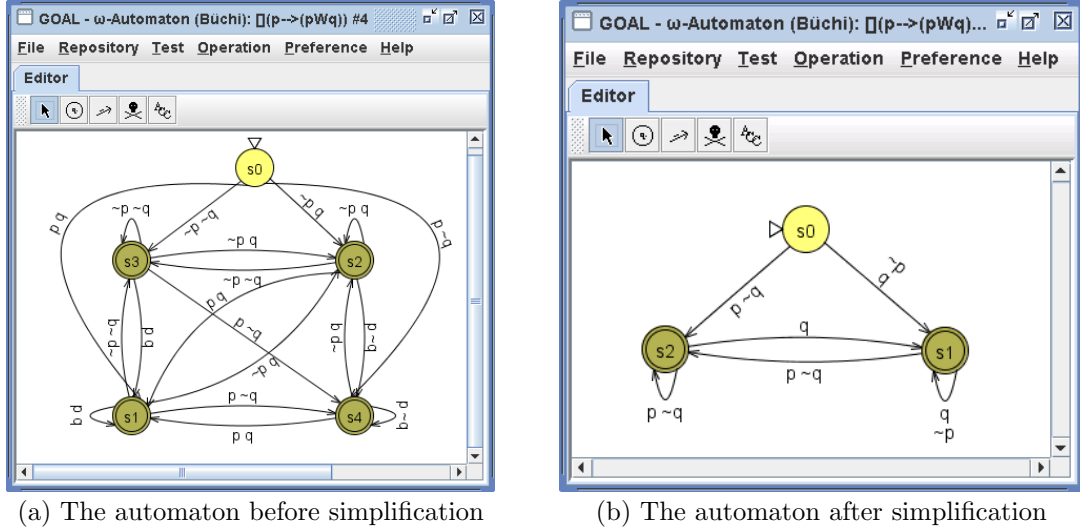 GOAL - ω-Automaton (Büchi): [](p-->(pWq)) #4
File Repository Test Operation Preference Help
Editor
Acc
s0
p q
~p ~q
~p q
p ~q
~p ~q
~p q
s3
~p q
~p ~q
s2
p q
p ~q
~p ~q
p q
~p q
~p q
p ~q
s1
p ~q
p q
s4
p q
p ~q
(a) The automaton before simplification
GOAL - ω-Automaton (Büchi): [](p-->(pWq)...
File Repository Test Operation Preference Help
Editor
Acc
s0
p ~q
~p
q
s2
q
p ~q
s1
p ~q
q
~p
(b) The automaton after simplification